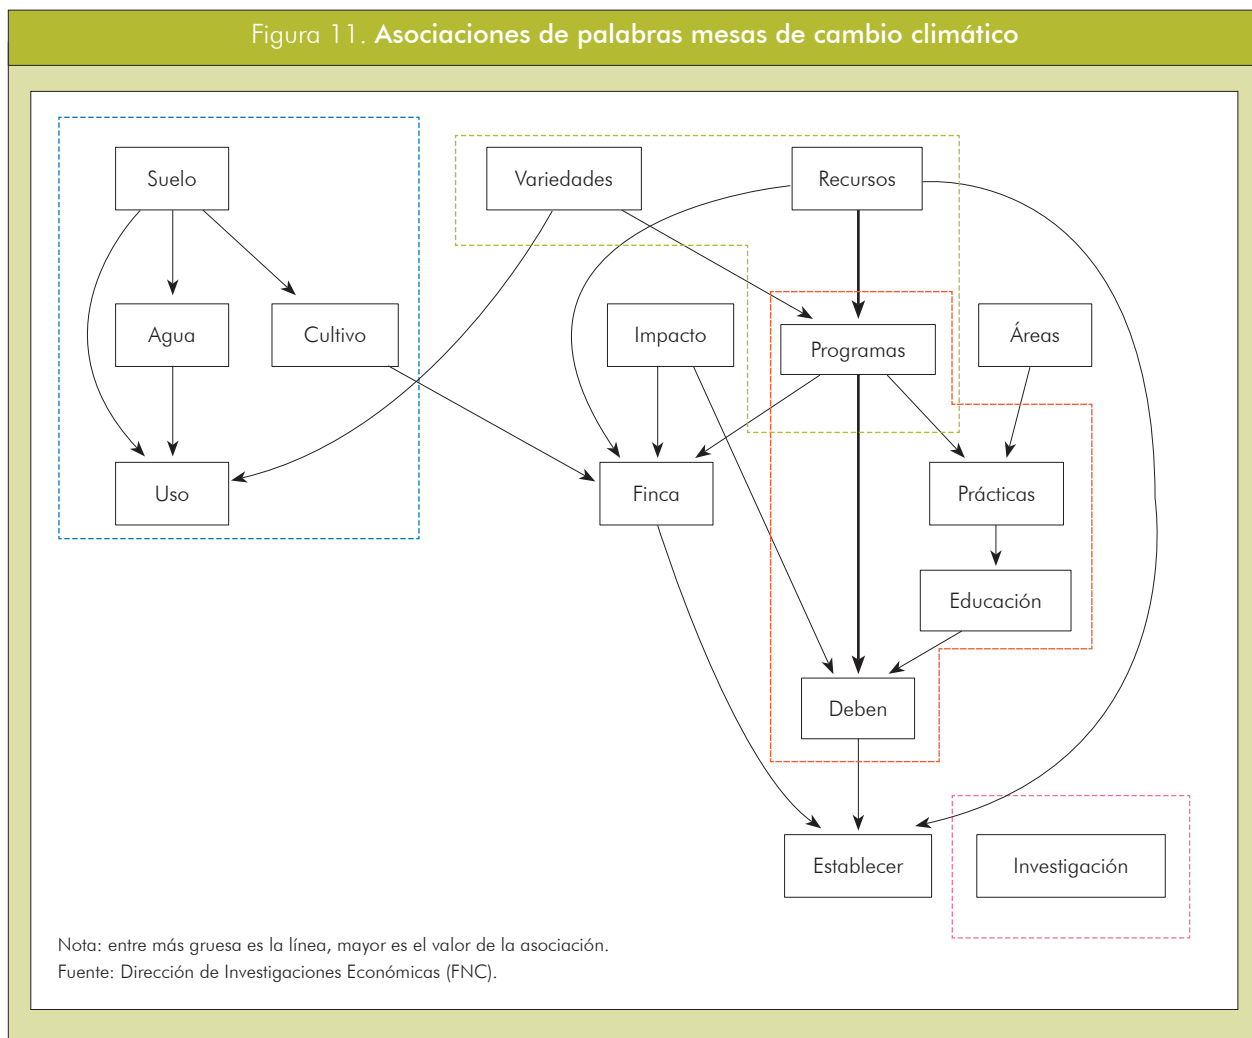 Figura 11. Asociaciones de palabras mesas de cambio climático
Suelo
Variedades
Recursos
Agua
Cultivo
Impacto
Programas
Áreas
Uso
Finca
Prácticas
Educación
Deben
Establecer
Investigación
Nota: entre más gruesa es la línea, mayor es el valor de la asociación.
Fuente: Dirección de Investigaciones Económicas (FNC).